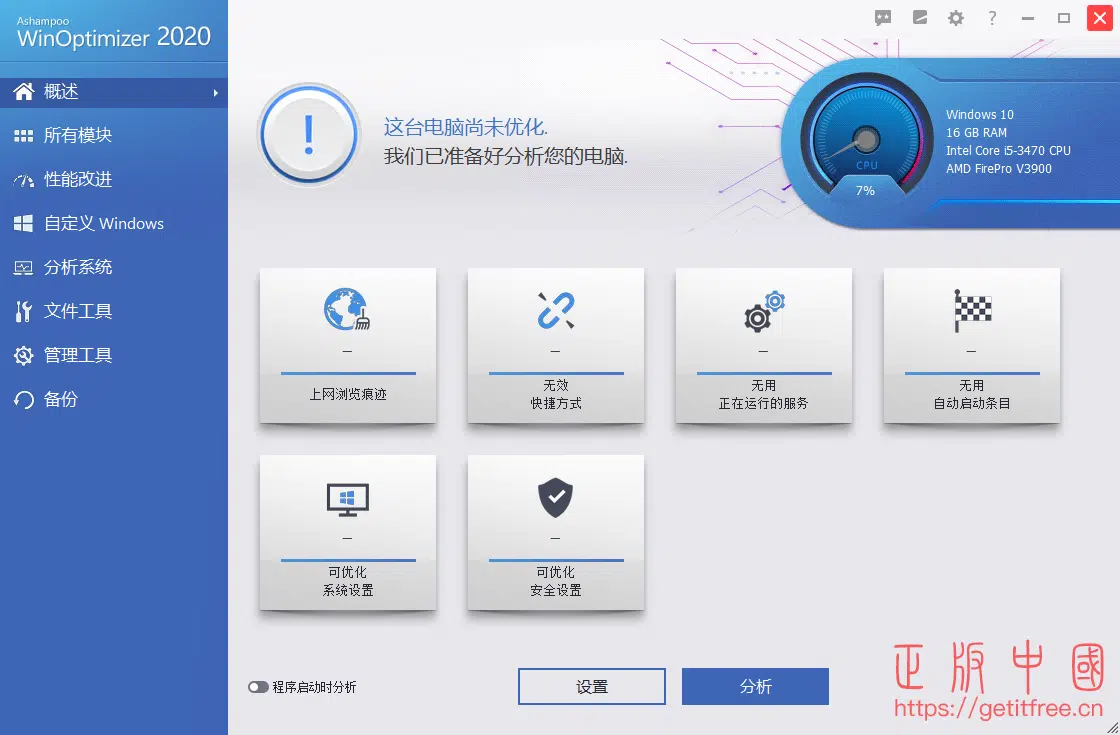 Ashampoo
WinOptimizer 2020
概述
所有模块
性能改进
自定义 Windows
分析系统
文件工具
管理工具
备份
?
!
这台电脑尚未优化.
我们已准备好分析您的电脑.
CPU
7%
Windows 10
16 GB RAM
Intel Core i5-3470 CPU
AMD FirePro V3900
–
上网浏览痕迹
–
无效
快捷方式
–
无用
正在运行的服务
–
无用
自动启动条目
–
可优化
系统设置
–
可优化
安全设置
程序启动时分析
设置
分析
正版中國
https://getitfree.cn